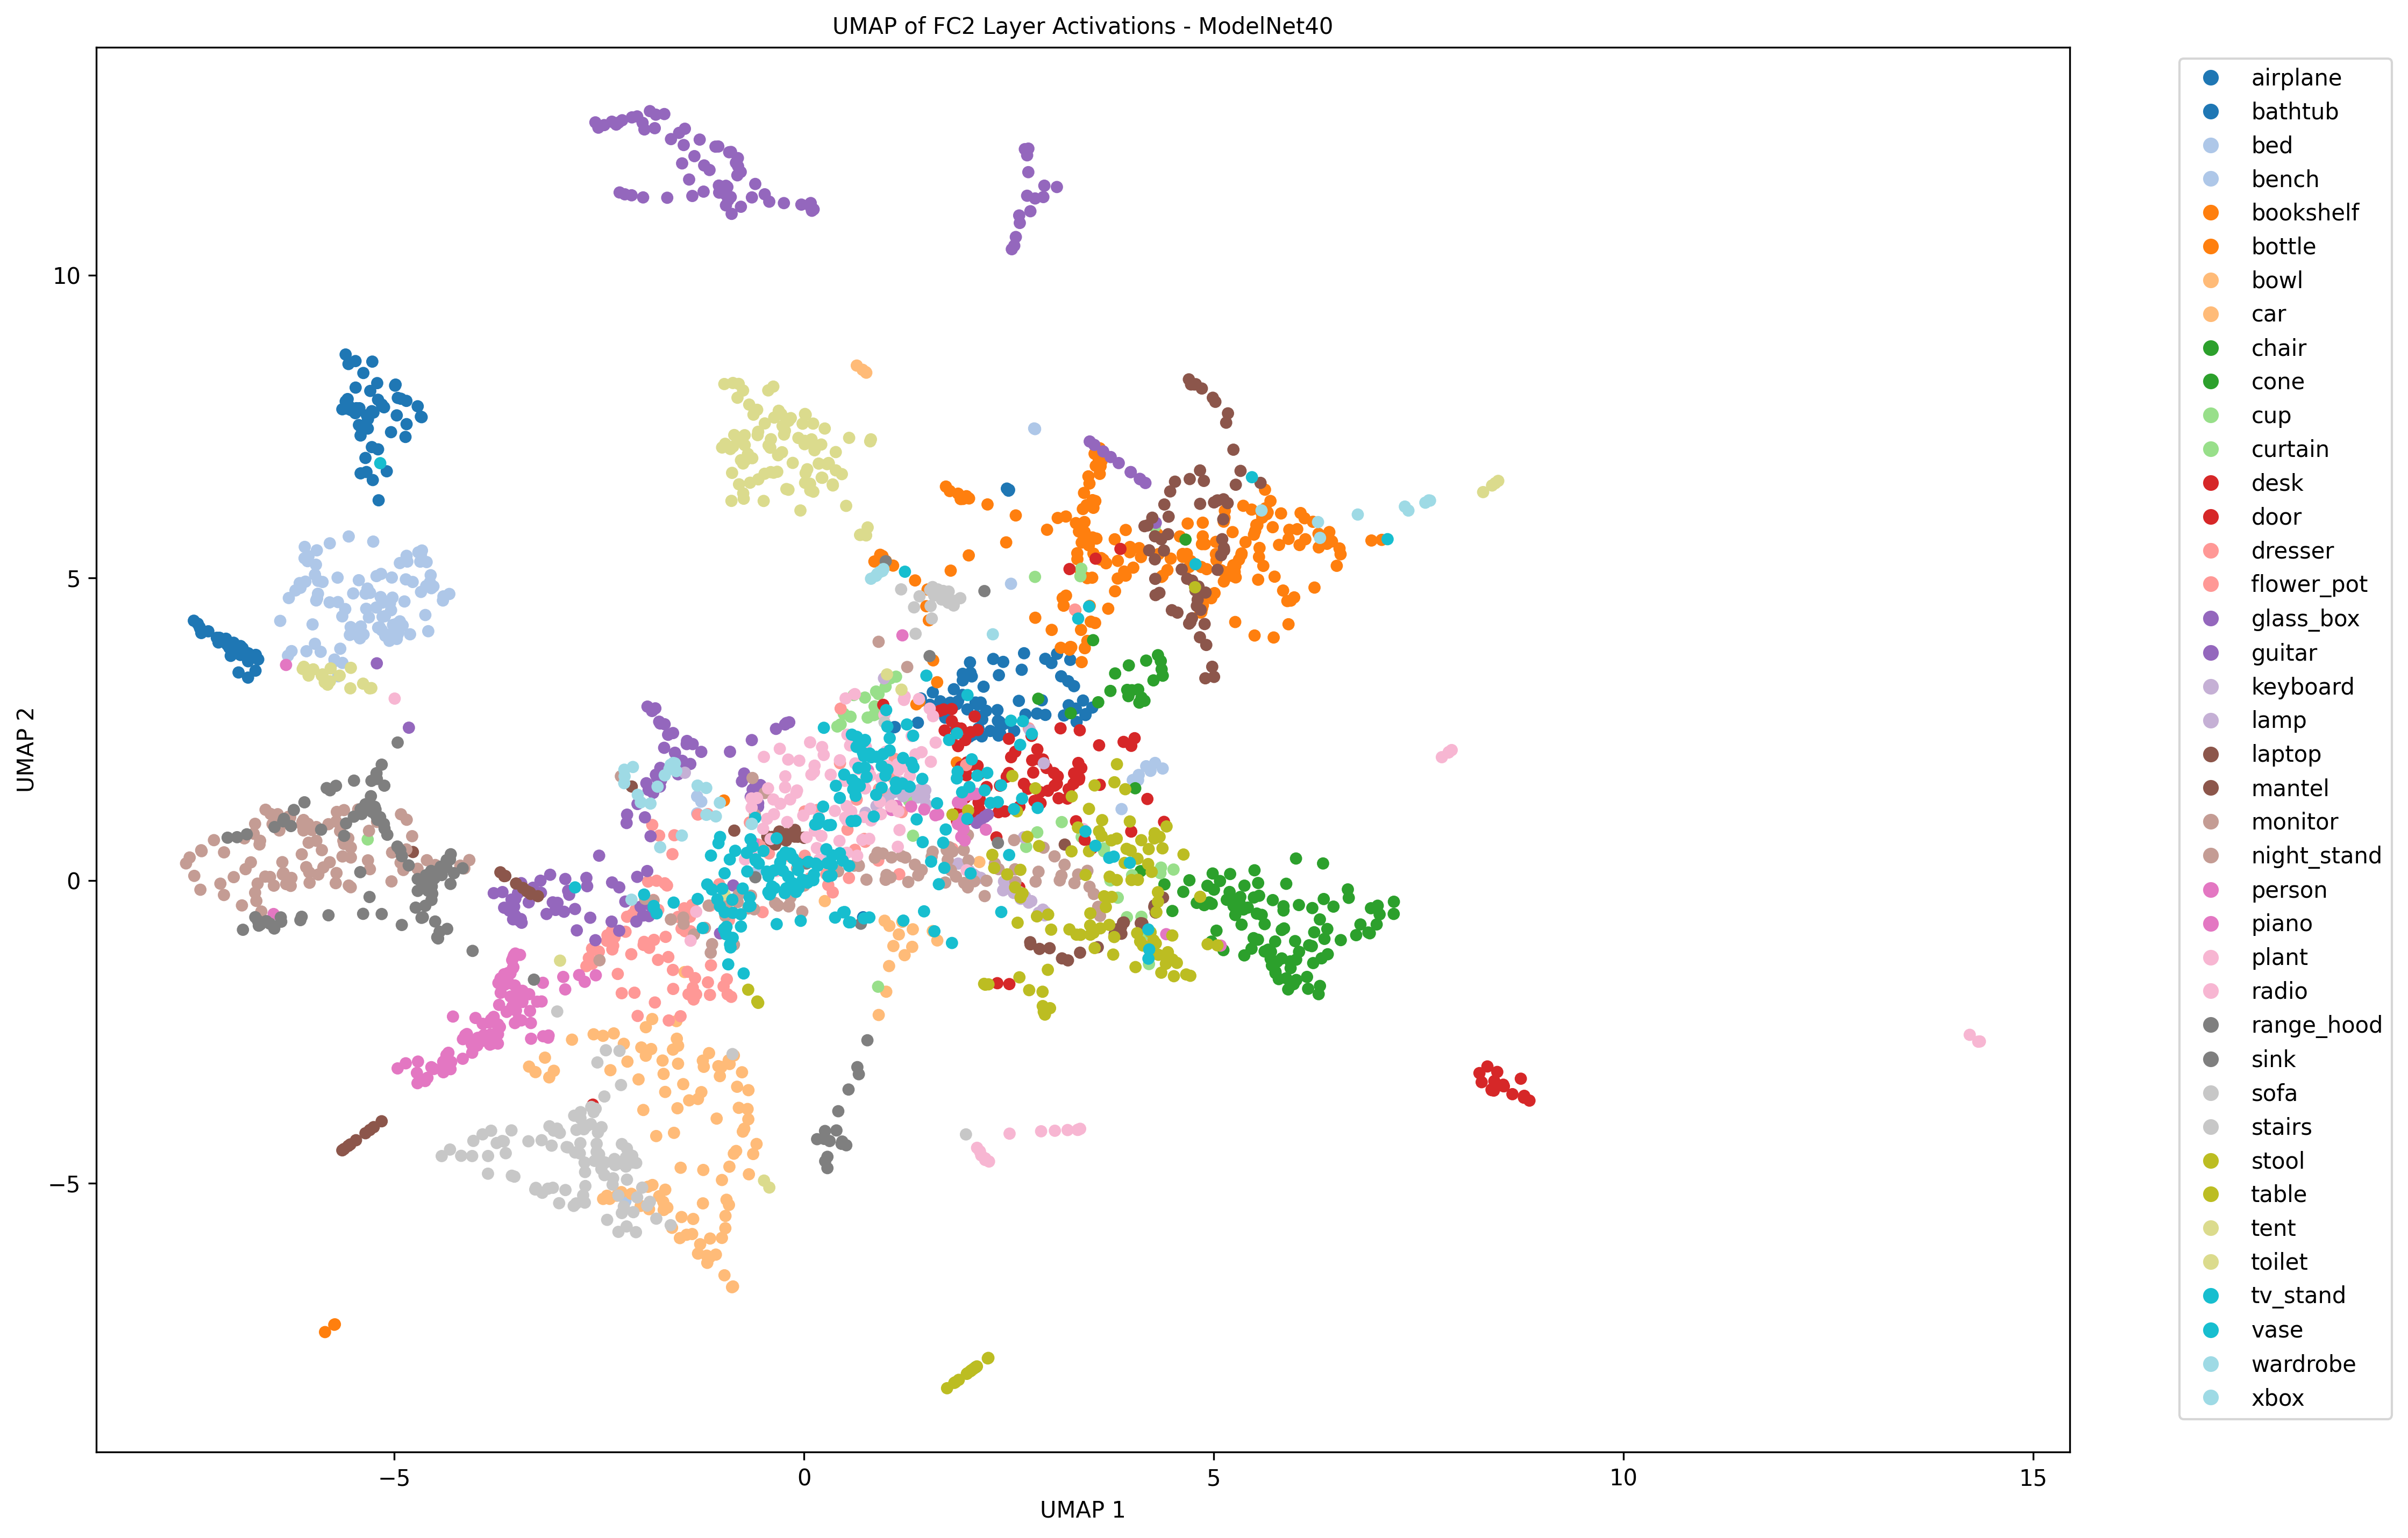 UMAP of FC2 Layer Activations - ModelNet40
10
5
0
−5
UMAP 2
−5
0
5
10
15
UMAP 1
airplane
bathtub
bed
bench
bookshelf
bottle
bowl
car
chair
cone
cup
curtain
desk
door
dresser
flower_pot
glass_box
guitar
keyboard
lamp
laptop
mantel
monitor
night_stand
person
piano
plant
radio
range_hood
sink
sofa
stairs
stool
table
tent
toilet
tv_stand
vase
wardrobe
xbox